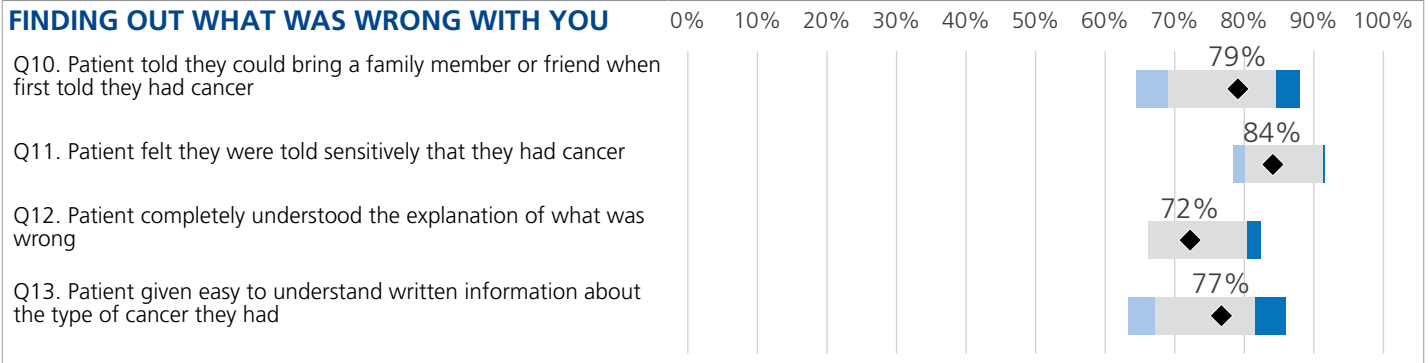 FINDING OUT WHAT WAS WRONG WITH YOU
0% 10% 20% 30% 40% 50% 60% 70% 80% 90% 100%
Q10. Patient told they could bring a family member or friend when
first told they had cancer
79%
Q11. Patient felt they were told sensitively that they had cancer
84%
Q12. Patient completely understood the explanation of what was
wrong
72%
Q13. Patient given easy to understand written information about
the type of cancer they had
77%